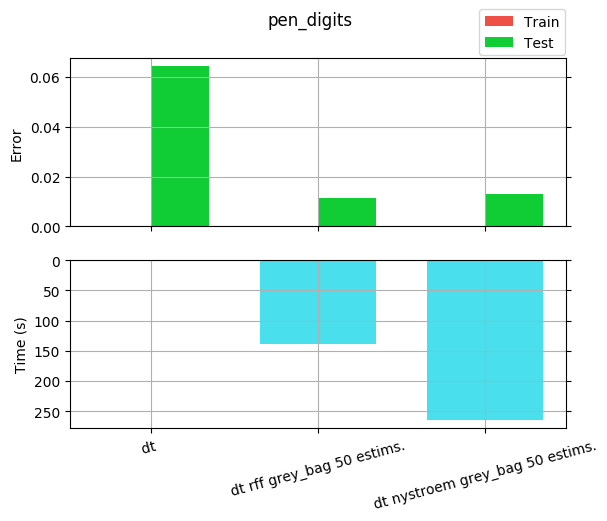 pen_digits
Train
Test
Error
0.06
0.04
0.02
0.00
Time (s)
0
50
100
150
200
250
dt
dt rff grey_bag 50 estims.
dt nystroem grey_bag 50 estims.